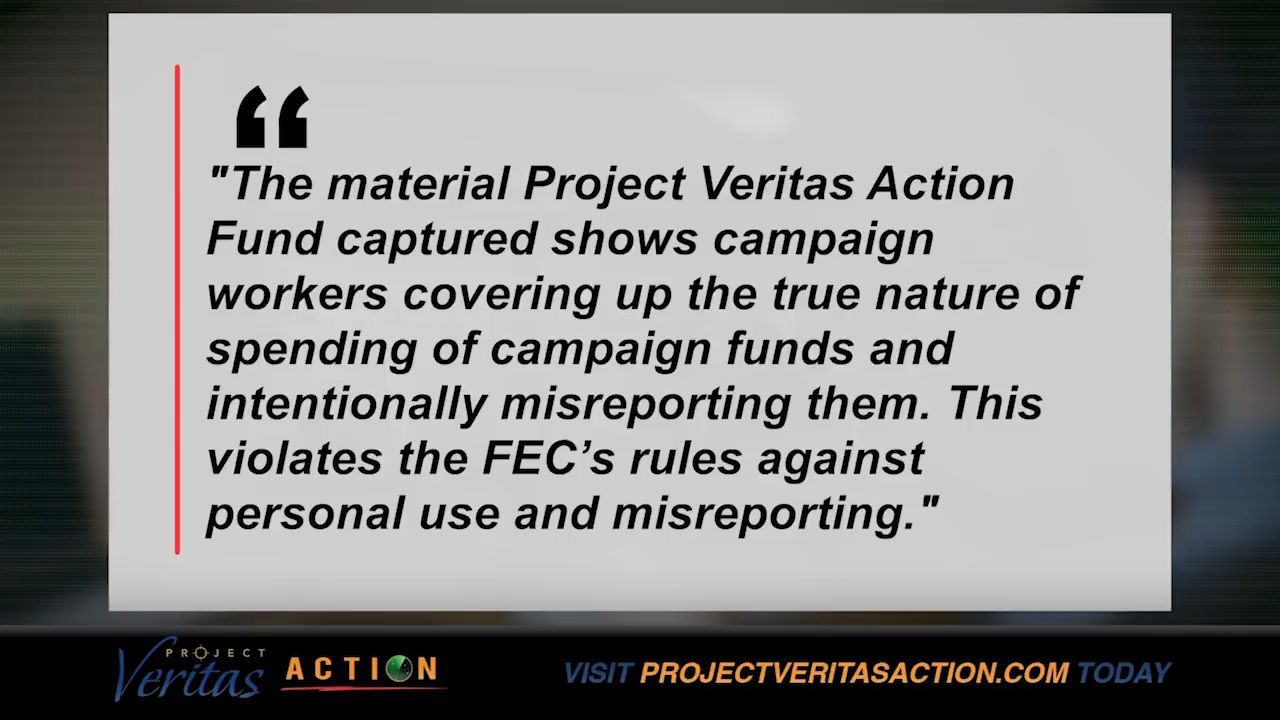 “
"The material Project Veritas Action
Fund captured shows campaign
workers covering up the true nature of
spending of campaign funds and
intentionally misreporting them. This
violates the FEC’s rules against
personal use and misreporting."
PROJECT
Veritas ACTION
VISIT PROJECTVERITASACTION.COM TODAY